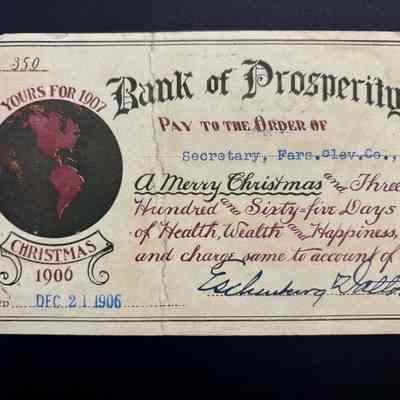 350
YOURS FOR 1907
Bank of Prosperity
PAY TO THE ORDER OF
Secretary, Fars.Elev.Co.,
A Merry Christmas and Three
Hundred and Sixty-five Days
of Health, Wealth and Happiness,
and charge same to account of
CHRISTMAS
1906
DEC 21 1906